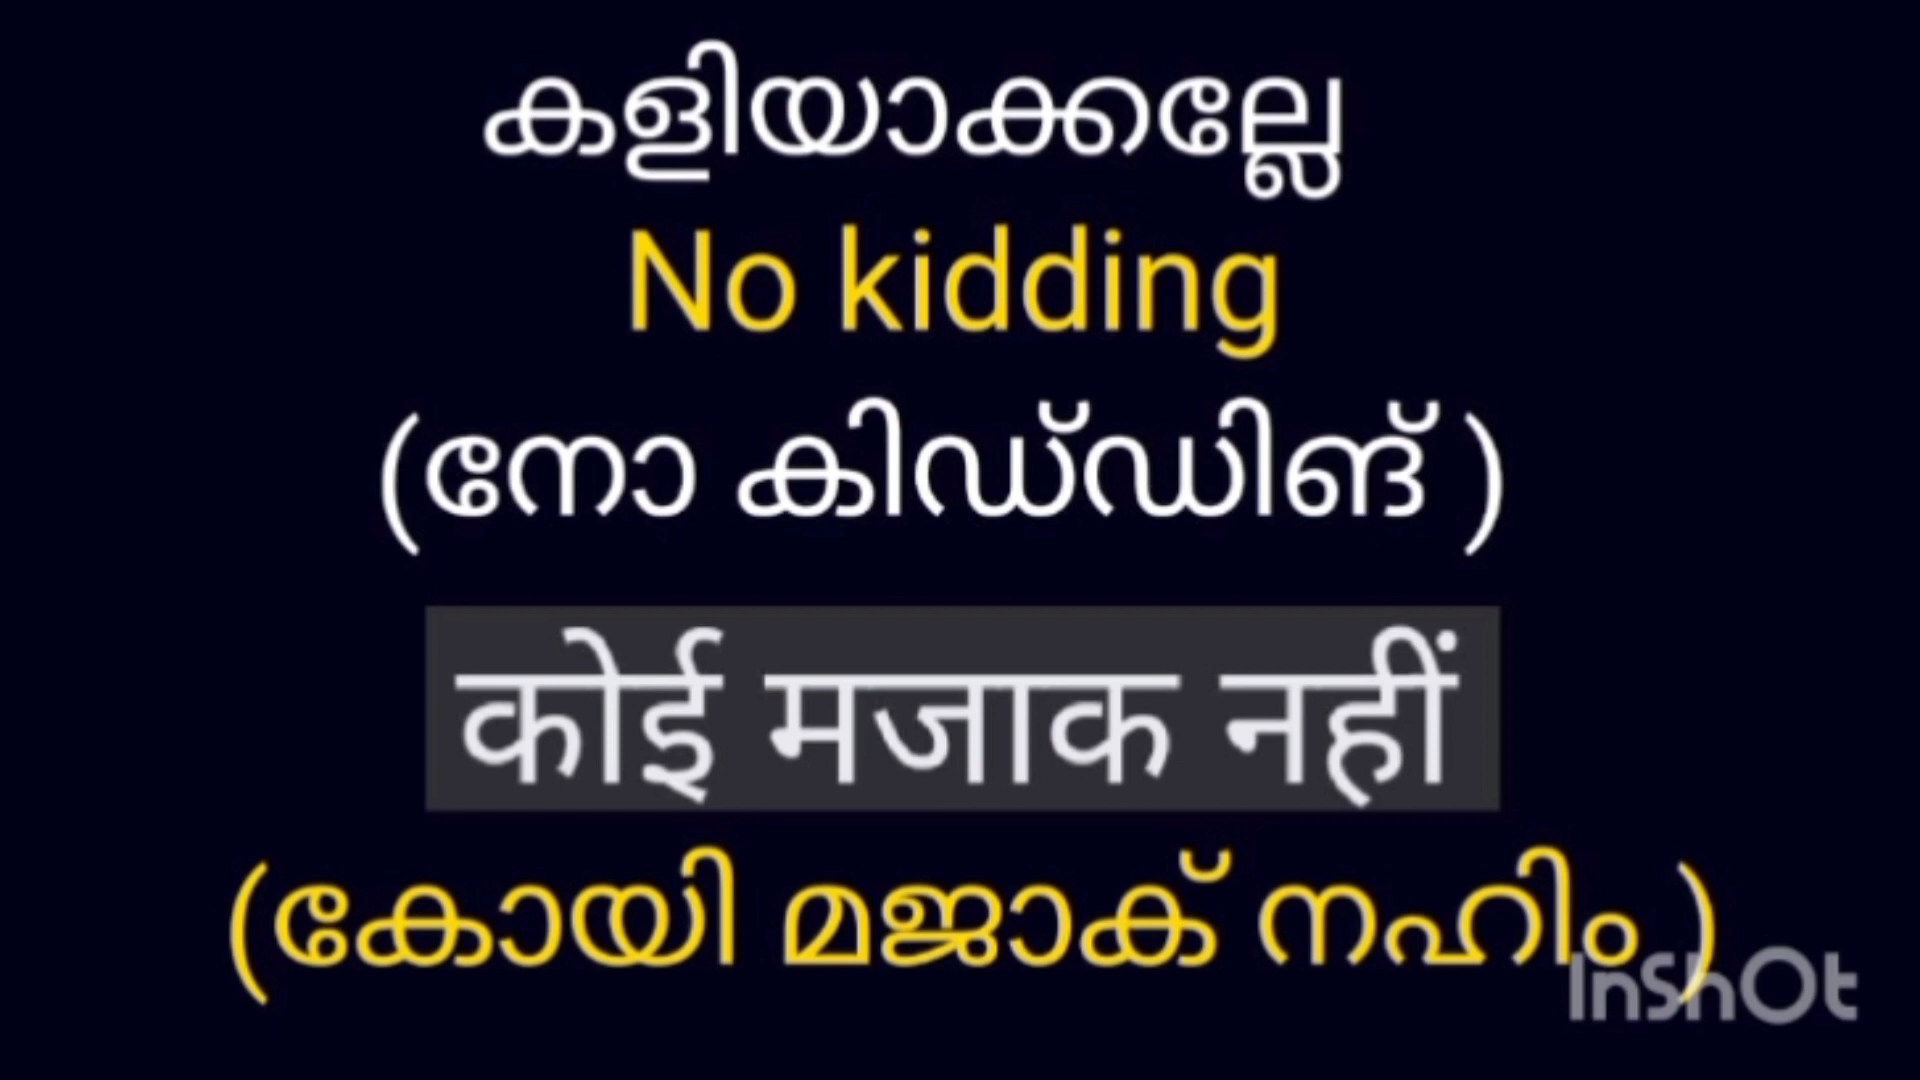 കളിയാക്കല്ലേ
No kidding
(നോ കിഡ്ഡിങ് )
कोई मजाक नहीं
(കോയി മജാക് നഹിം )
InShOt